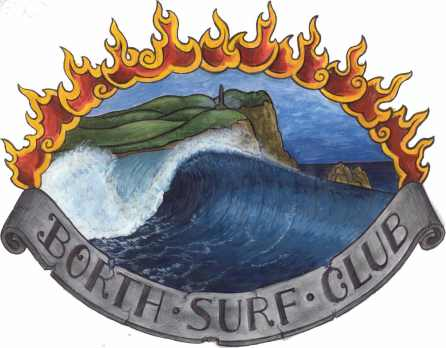 BORTH · SURF · CLUB